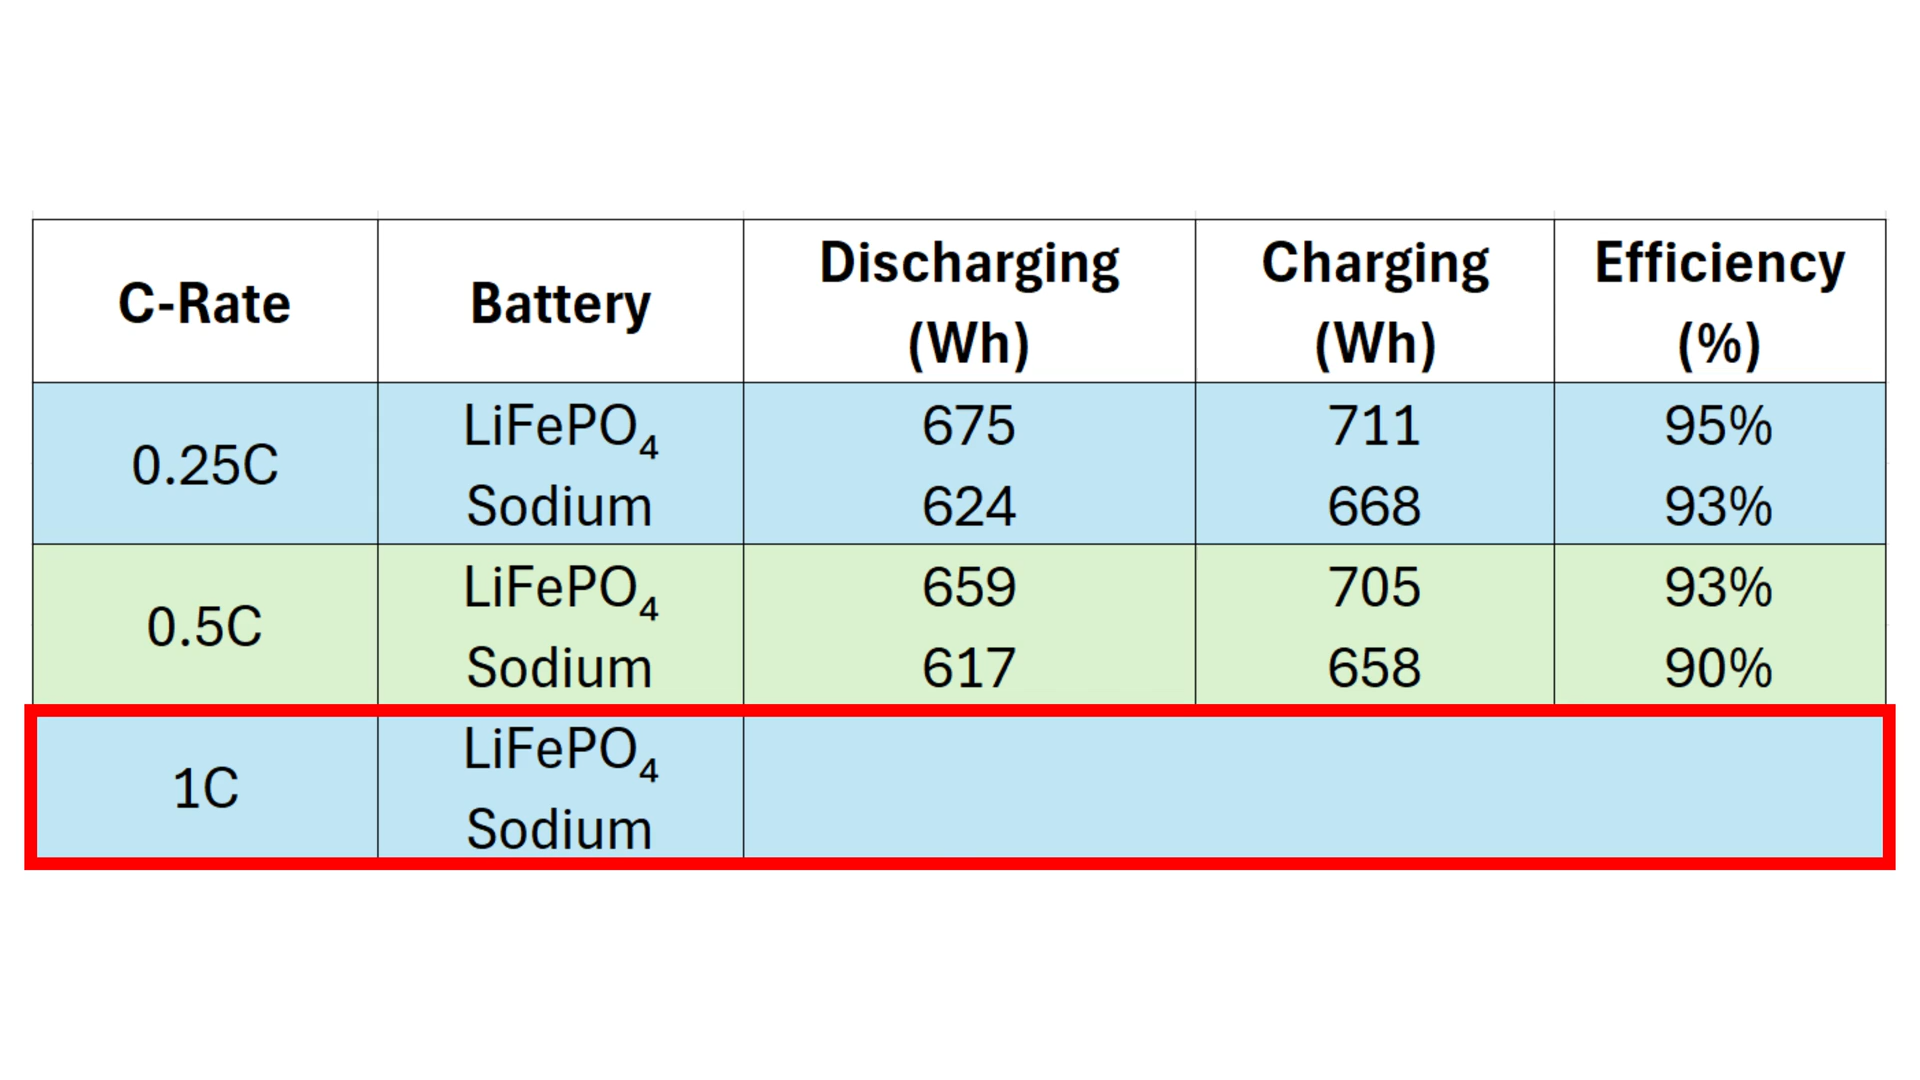 C-Rate Battery Discharging (Wh) Charging (Wh) Efficiency (%)
0.25C LiFePO₄ 675 711 95%
Sodium 624 668 93%
0.5C LiFePO₄ 659 705 93%
Sodium 617 658 90%
1C LiFePO₄
Sodium